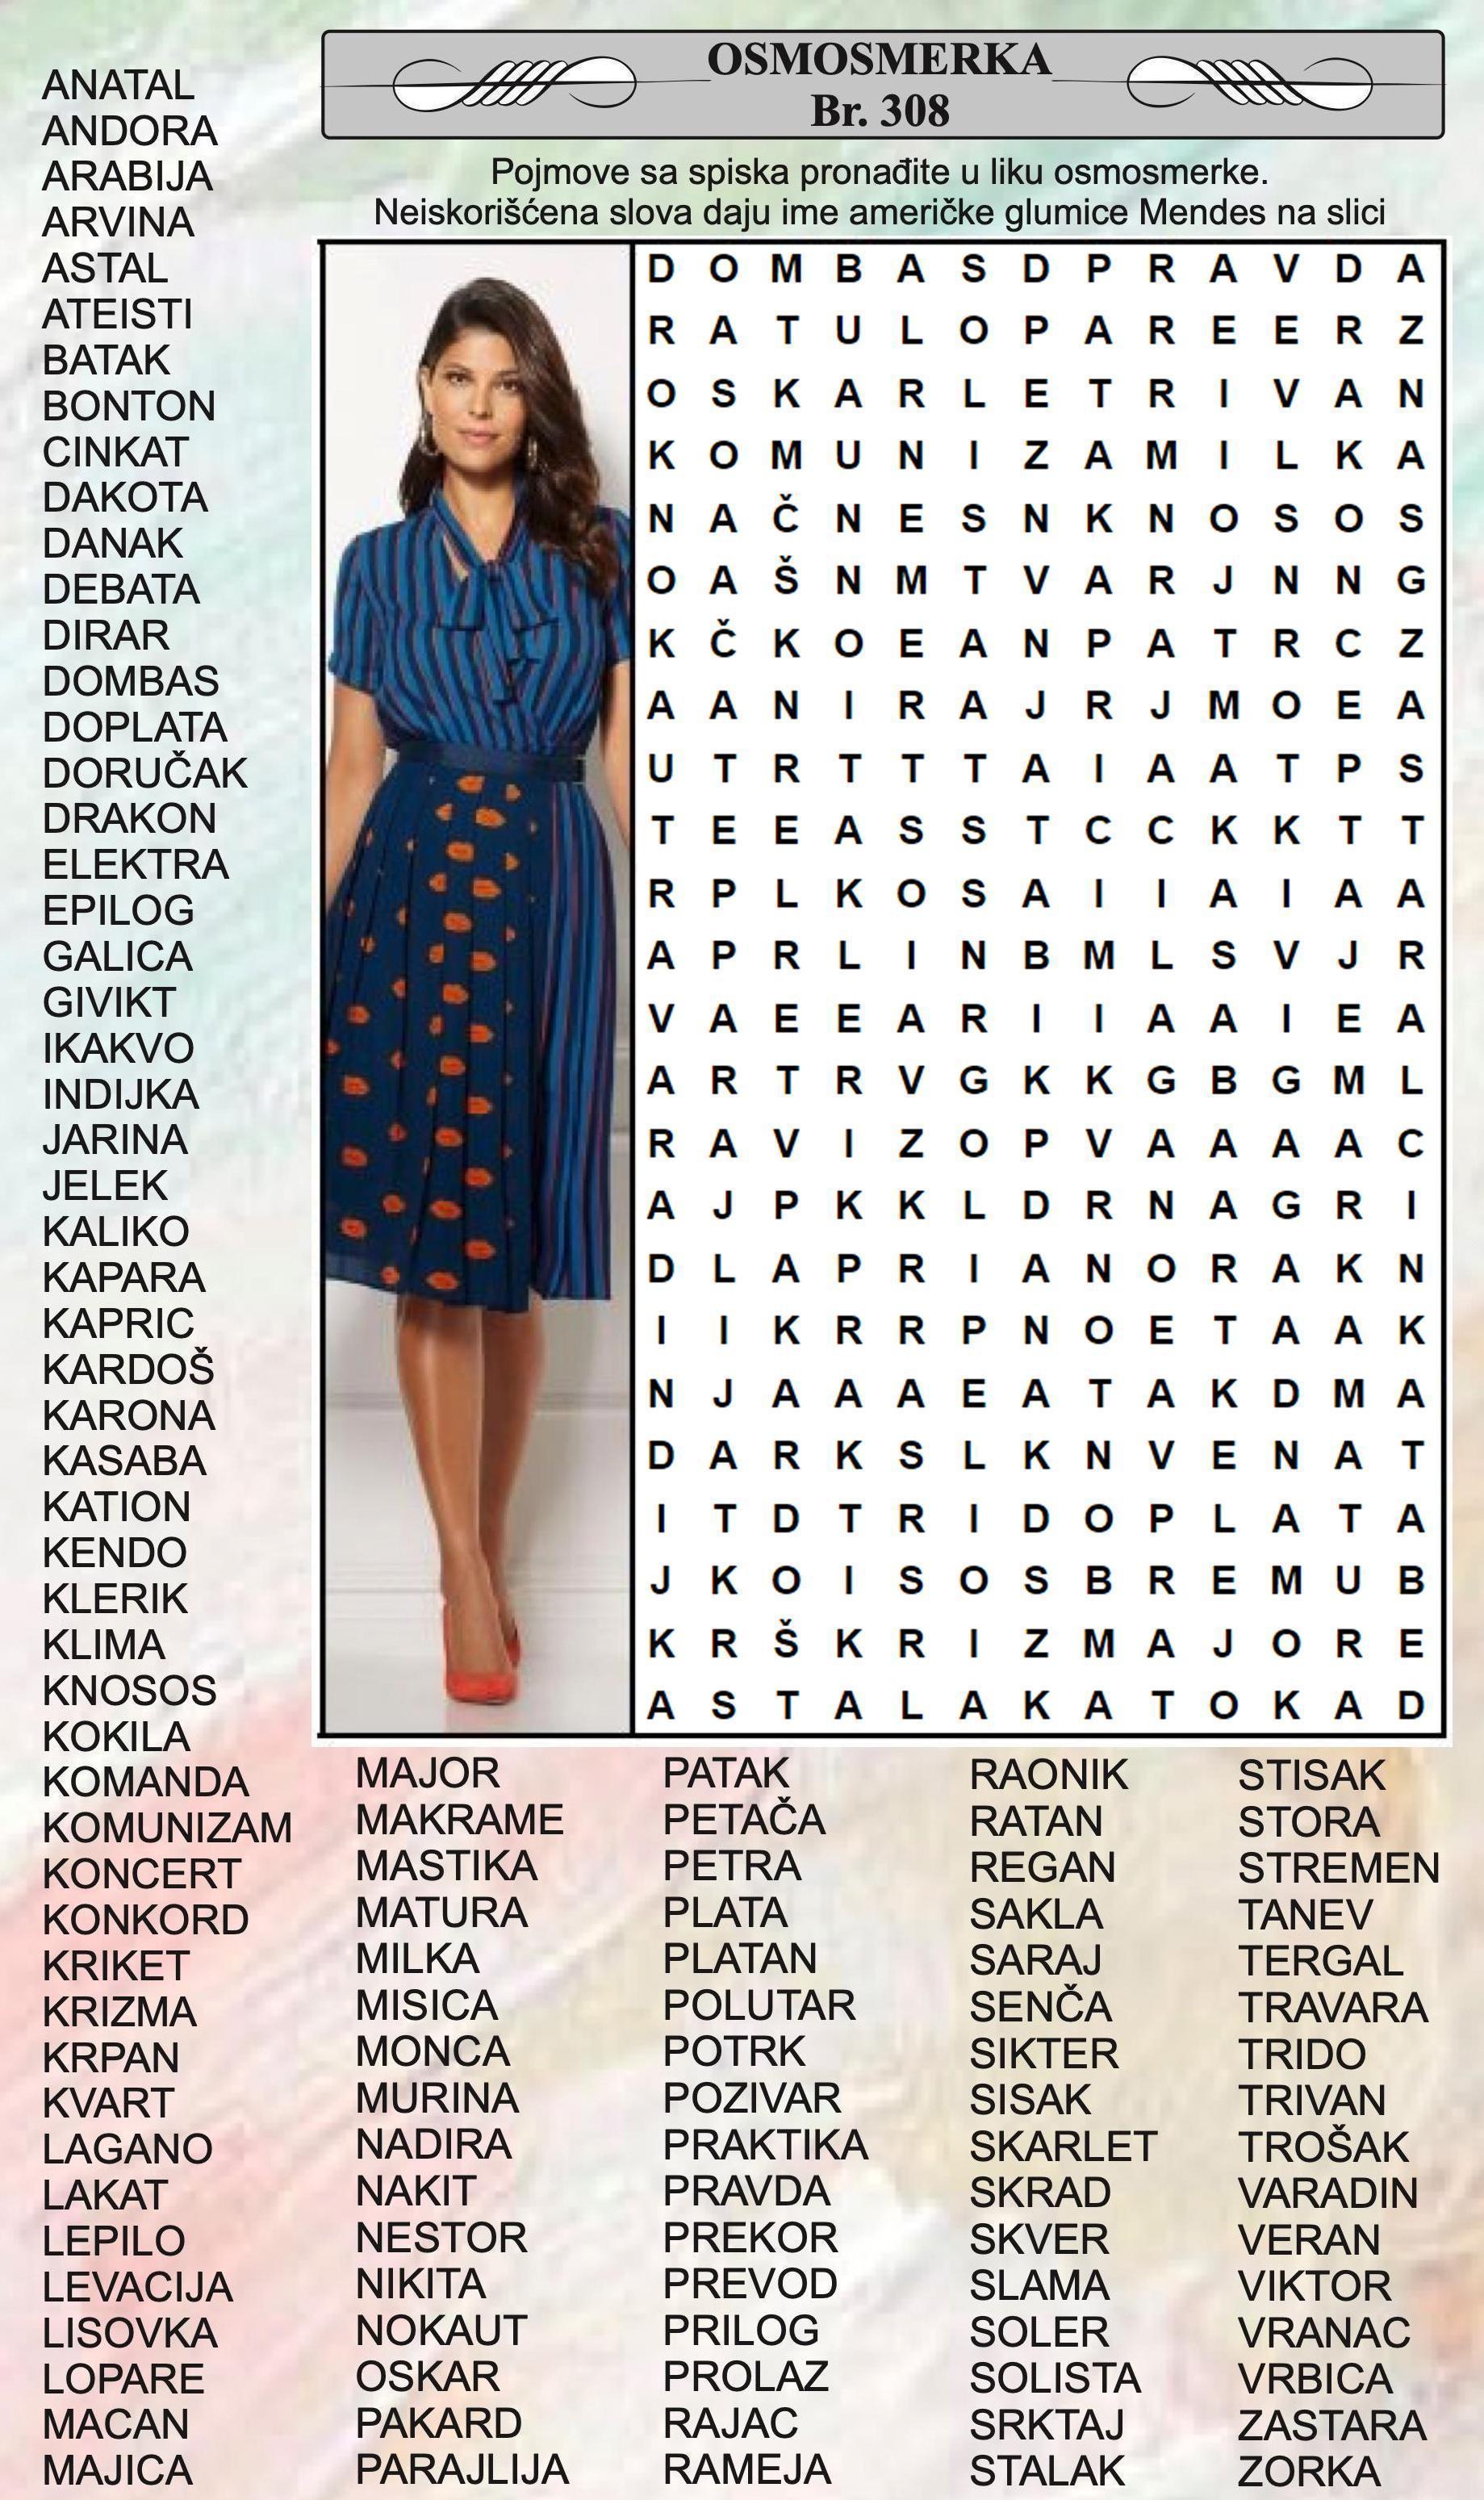 OSMOSMERKA
Br. 308
Pojmove sa spiska pronađite u liku osmosmerke.
Neiskorišćena slova daju ime američke glumice Mendes na slici
ANATAL
ANDORA
ARABIJA
ARVINA
ASTAL
ATEISTI
BATAK
BONTON
CINKAT
DAKOTA
DANAK
DEBATA
DIRAR
DOMBAS
DOPLATA
DORUČAK
DRAKON
ELEKTRA
EPILOG
GALICA
GIVIKT
IKAKVO
INDIJKA
JARINA
JELEK
KALIKO
KAPARA
KAPRIC
KARDOŠ
KARONA
KASABA
KATION
KENDO
KLERIK
KLIMA
KNOSOS
KOKILA
KOMANDA
KOMUNIZAM
KONCERT
KONKORD
KRIKET
KRIZMA
KRPAN
KVART
LAGANO
LAKAT
LEPILO
LEVACIJA
LISOVKA
LOPARE
MACAN
MAJICA
D O M B A S D P R A V D A
R A T U L O P A R E E R Z
O S K A R L E T R I V A N
K O M U N I Z A M I L K A
N A Č N E S N K N O S O S
O A Š N M T V A R J N N G
K Č K O E A N P A T R C Z
A A N I R A J R J M O E A
U T R T T T A I A A T P S
T E E A S S T C C K K T T
R P L K O S A I I A I A A
A P R L I N B M L S V J R
V A E E A R I I A A I E A
A R T R V G K K G B G M L
R A V I Z O P V A A A A C
A J P K K L D R N A G R I
D L A P R I A N O R A K N
I I K R R P N O E T A A K
N J A A A E A T A K D M A
D A R K S L K N V E N A T
I T D T R I D O P L A T A
J K O I S O S B R E M U B
K R Š K R I Z M A J O R E
A S T A L A K A T O K A D
MAJOR
MAKRAME
MASTIKA
MATURA
MILKA
MISICA
MONCA
MURINA
NADIRA
NAKIT
NESTOR
NIKITA
NOKAUT
OSKAR
PAKARD
PARAJLIJA
PATAK
PETAČA
PETRA
PLATA
PLATAN
POLUTAR
POTRK
POZIVAR
PRAKTIKA
PRAVDA
PREKOR
PREVOD
PRILOG
PROLAZ
RAJAC
RAMEJA
RAONIK
RATAN
REGAN
SAKLA
SARAJ
SENČA
SIKTER
SISAK
SKARLET
SKRAD
SKVER
SLAMA
SOLER
SOLISTA
SRKTAJ
STALAK
STISAK
STORA
STREMEN
TANEV
TERGAL
TRAVARA
TRIDO
TRIVAN
TROŠAK
VARADIN
VERAN
VIKTOR
VRANAC
VRBICA
ZASTARA
ZORKA